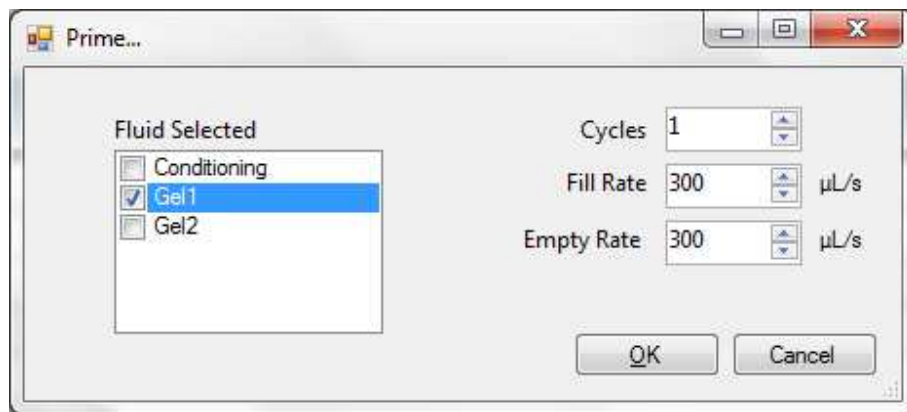 Prime...
Fluid Selected
Conditioning
Gel1
Gel2
Cycles 1
Fill Rate 300 µL/s
Empty Rate 300 µL/s
OK Cancel